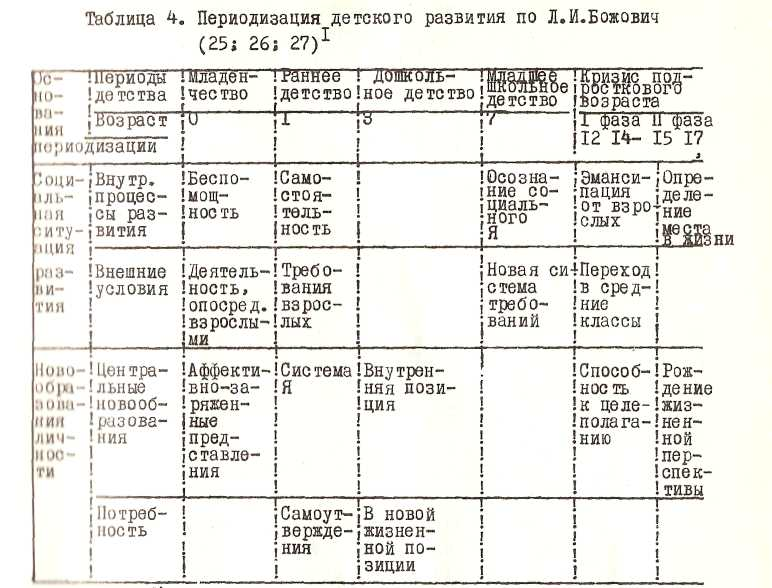 Таблица 4. Периодизация детского развития по Л.И.Божович
(25; 26; 27)I
Ос- Периоды Младен- Раннее Дошколь- Младшее Кризис под-
но- детства чество детство ное детство школьное росткового
ва- детство возраста
ния Возраст 0 I 3 7 I фаза II фаза
периодизации I2 I4- I5 I7,
Соци- Внутр. Беспо- Само- Осозна- Эманси- Опре-
аль- процес- мощ- стоя- ние со- пация деле-
ная сы раз- ность тель- циально- от взро- ние
ситу- вития ность го слых места
ация Я в жизни
раз- Внешние Деятель- Требо- Новая си- Переход
ви- условия ность, вания стема в сред-
тия опосред. взрос- требо- ние
взрослы- лых ваний классы
ми
Ново- Центра- Аффекти- Система Внутрен- Способ- Рож-
обра- льные вно-за- Я няя пози- ность дение
зова- новооб- ряжен- ция к целе- жиз-
ния разова- ные полага- нен-
лич- ния пред- нию ной
нос- ставле- пер-
ти ния спек-
тивы
Потреб- Самоут- В новой
ность вержде- жизнен-
ния ной по-
зиции